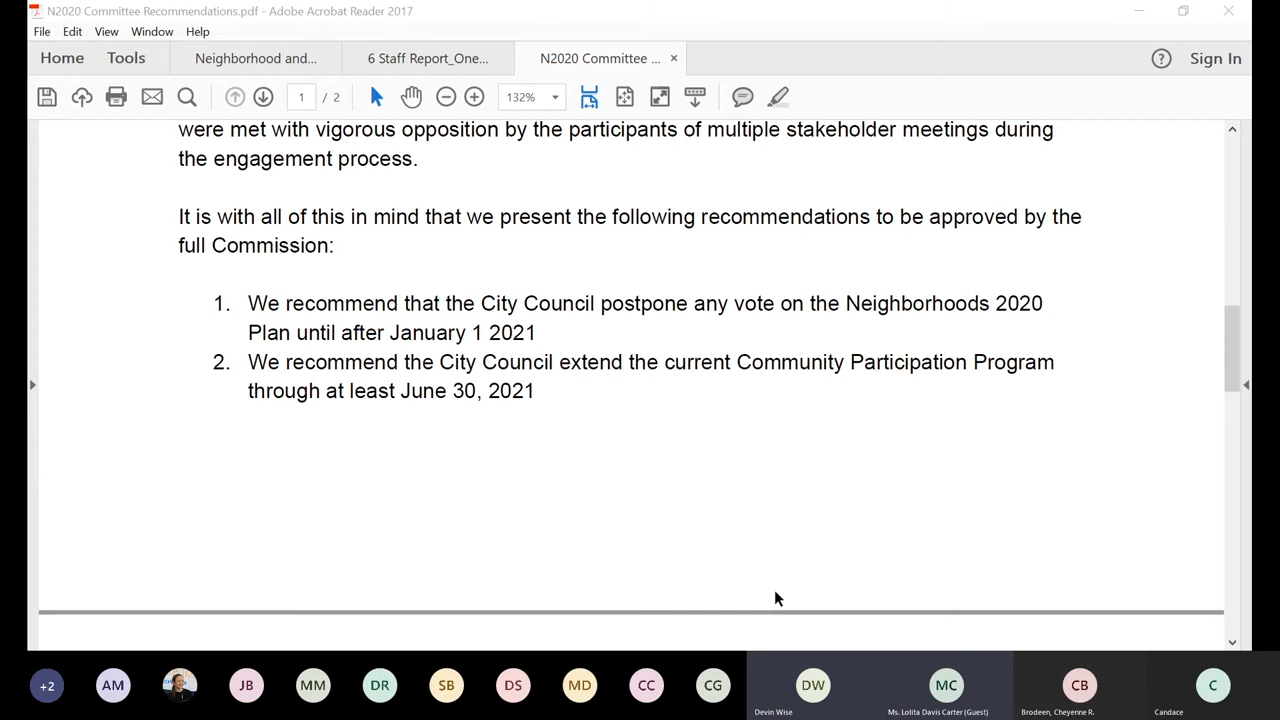 N2020 Committee Recommendations.pdf - Adobe Acrobat Reader 2017
File Edit View Window Help
Home Tools Neighborhood and... 6 Staff Report_One... N2020 Committee ... × ? Sign In
1 / 2 132%
were met with vigorous opposition by the participants of multiple stakeholder meetings during
the engagement process.
It is with all of this in mind that we present the following recommendations to be approved by the
full Commission:
1. We recommend that the City Council postpone any vote on the Neighborhoods 2020
Plan until after January 1 2021
2. We recommend the City Council extend the current Community Participation Program
through at least June 30, 2021
+2 AM JB MM DR SB DS MD CC CG DW MC CB C
Devin Wise Ms. Lolita Davis Carter (Guest) Brodeen, Cheyenne R. Candace